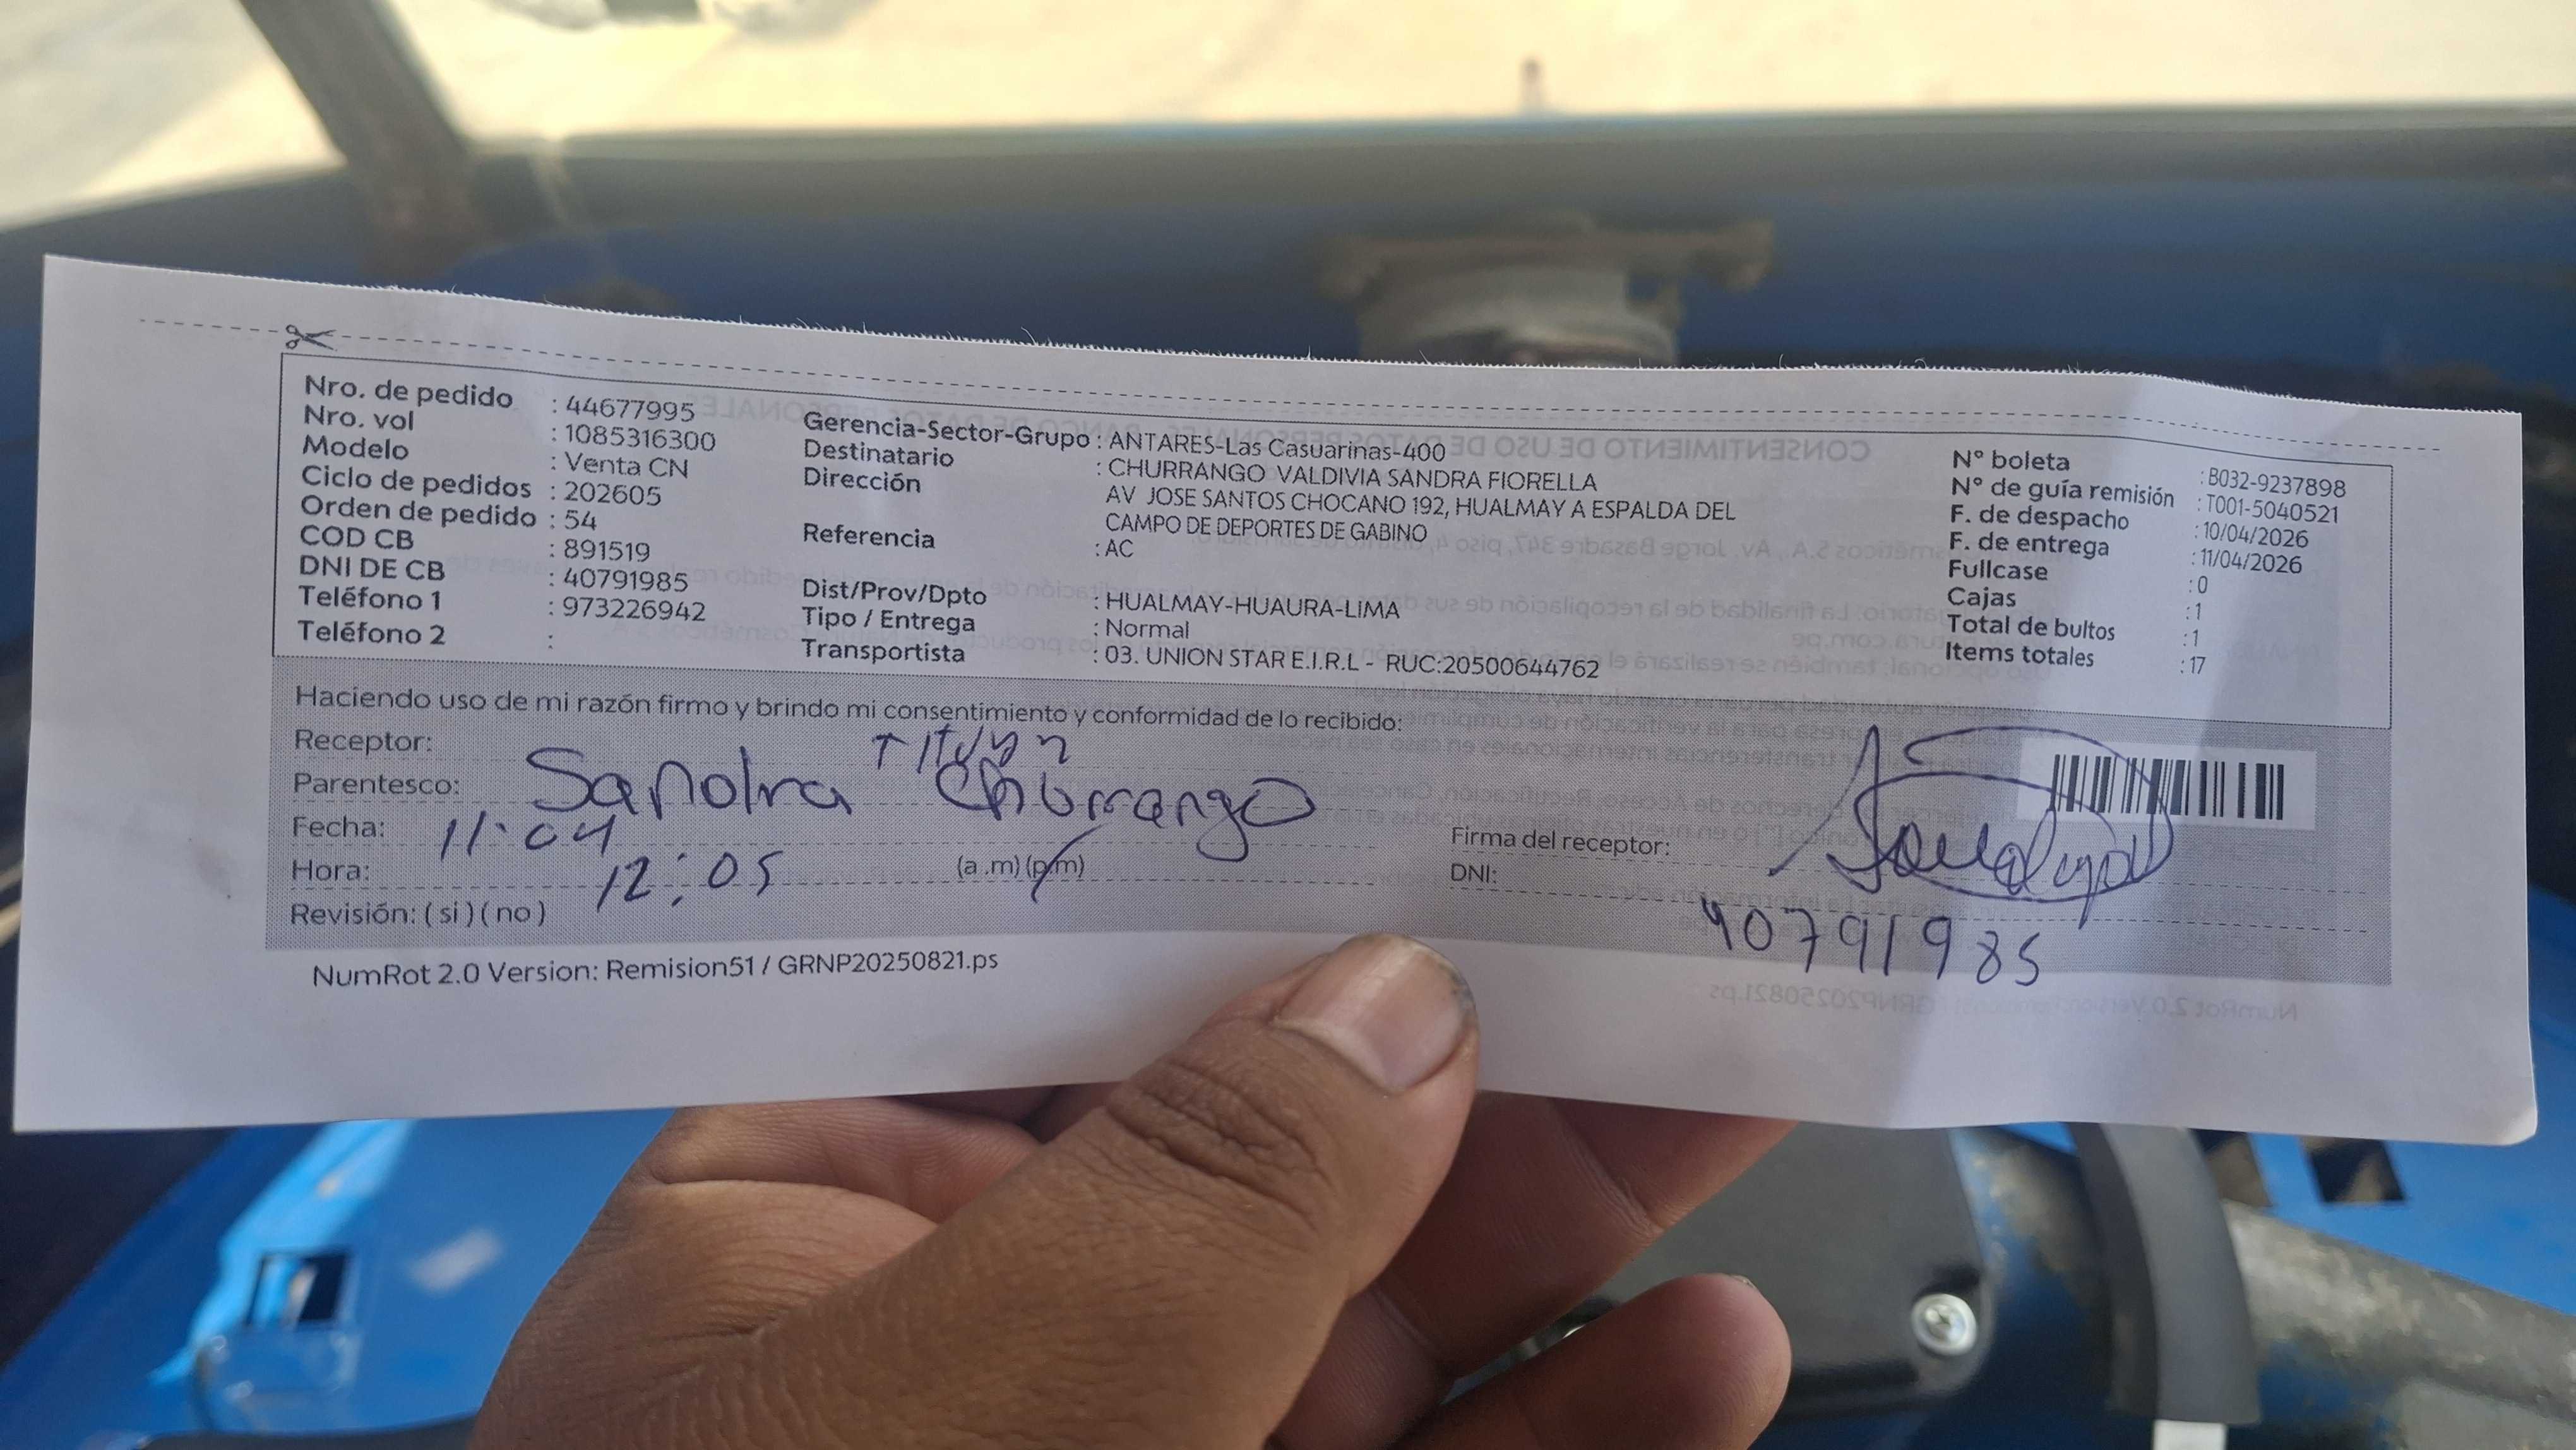 Nro. de pedido : 44677995
Nro. vol : 1085316300
Modelo : Venta CN
Ciclo de pedidos : 202605
Orden de pedido : 54
COD CB : 891519
DNI DE CB : 40791985
Teléfono 1 : 973226942
Teléfono 2 :
Gerencia-Sector-Grupo : ANTARES-Las Casuarinas-400
Destinatario : CHURRANGO VALDIVIA SANDRA FIORELLA
Dirección AV JOSE SANTOS CHOCANO 192, HUALMAY A ESPALDA DEL
CAMPO DE DEPORTES DE GABINO
Referencia : AC
Dist/Prov/Dpto : HUALMAY-HUAURA-LIMA
Tipo / Entrega : Normal
Transportista : 03. UNION STAR E.I.R.L - RUC:20500644762
N° boleta : B032-9237898
N° de guía remisión : T001-5040521
F. de despacho : 10/04/2026
F. de entrega : 11/04/2026
Fullcase : 0
Cajas : 1
Total de bultos : 1
Items totales : 17
Haciendo uso de mi razón firmo y brindo mi consentimiento y conformidad de lo recibido:
Receptor:
Parentesco: Sandra Churrango
Fecha: 11:04
Hora: 12:05 (a .m) (p.m)
Revisión: ( si ) ( no )
Firma del receptor:
DNI: 40791985
NumRot 2.0 Version: Remision51 / GRNP20250821.ps